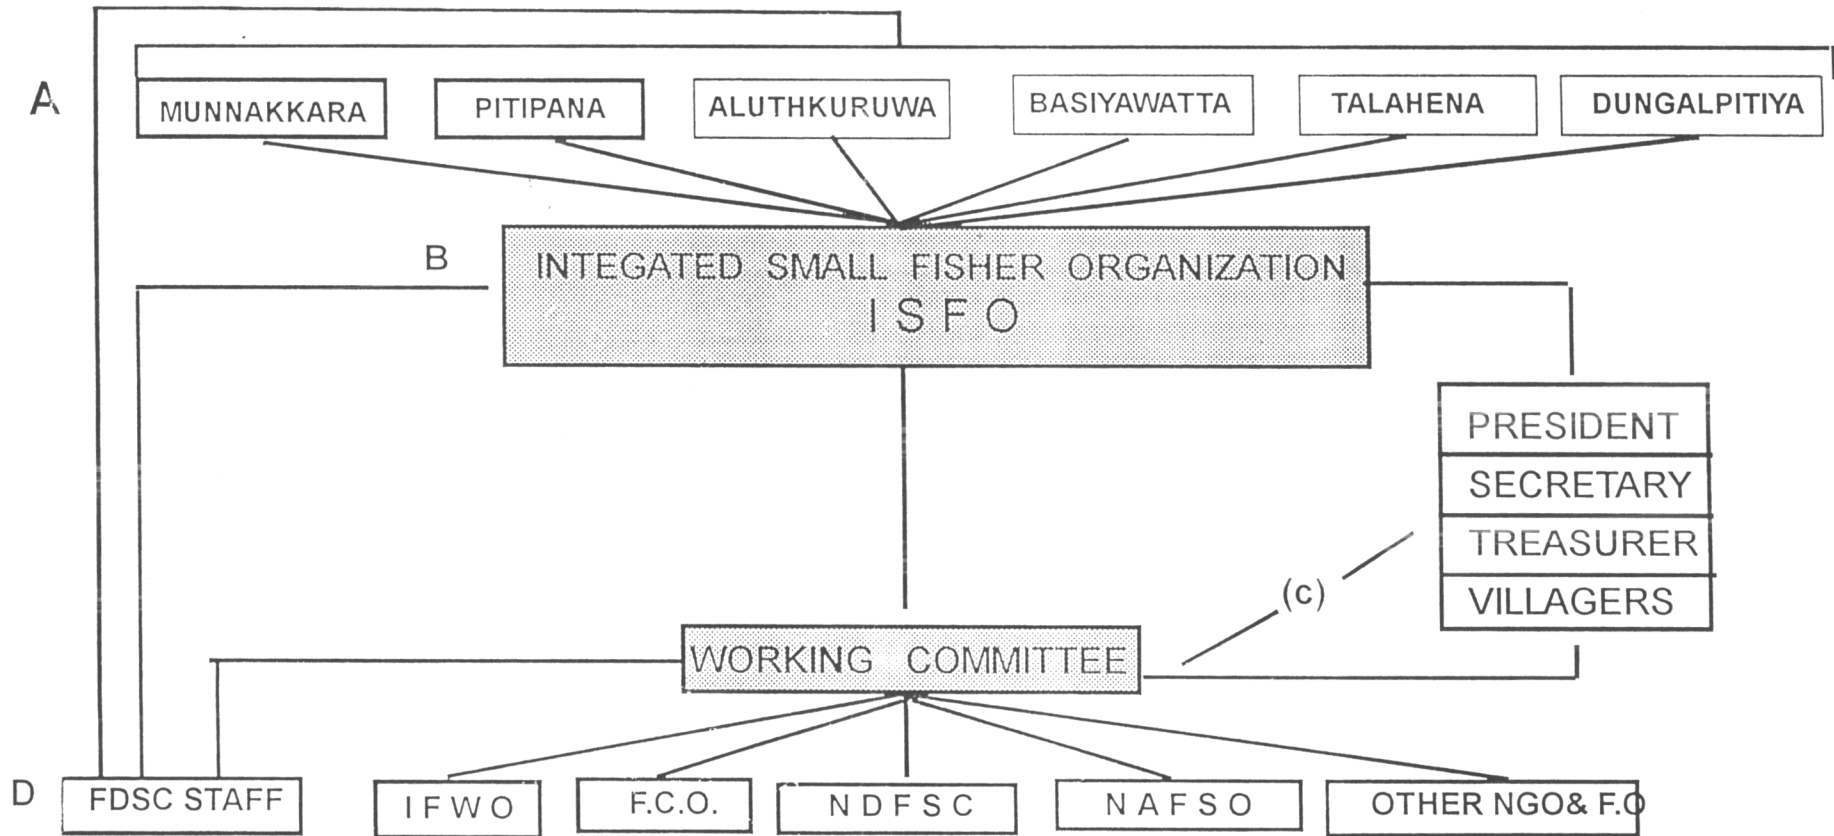 A
MUNNAKKARA
PITIPANA
ALUTHKURUWA
BASIYAWATTA
TALAHENA
DUNGALPITIYA
B
INTEGATED SMALL FISHER ORGANIZATION
I S F O
PRESIDENT
SECRETARY
TREASURER
VILLAGERS
(c)
WORKING COMMITTEE
D
FDSC STAFF
I F W O
F.C.O.
N D F S C
N A F S O
OTHER NGO& F.O